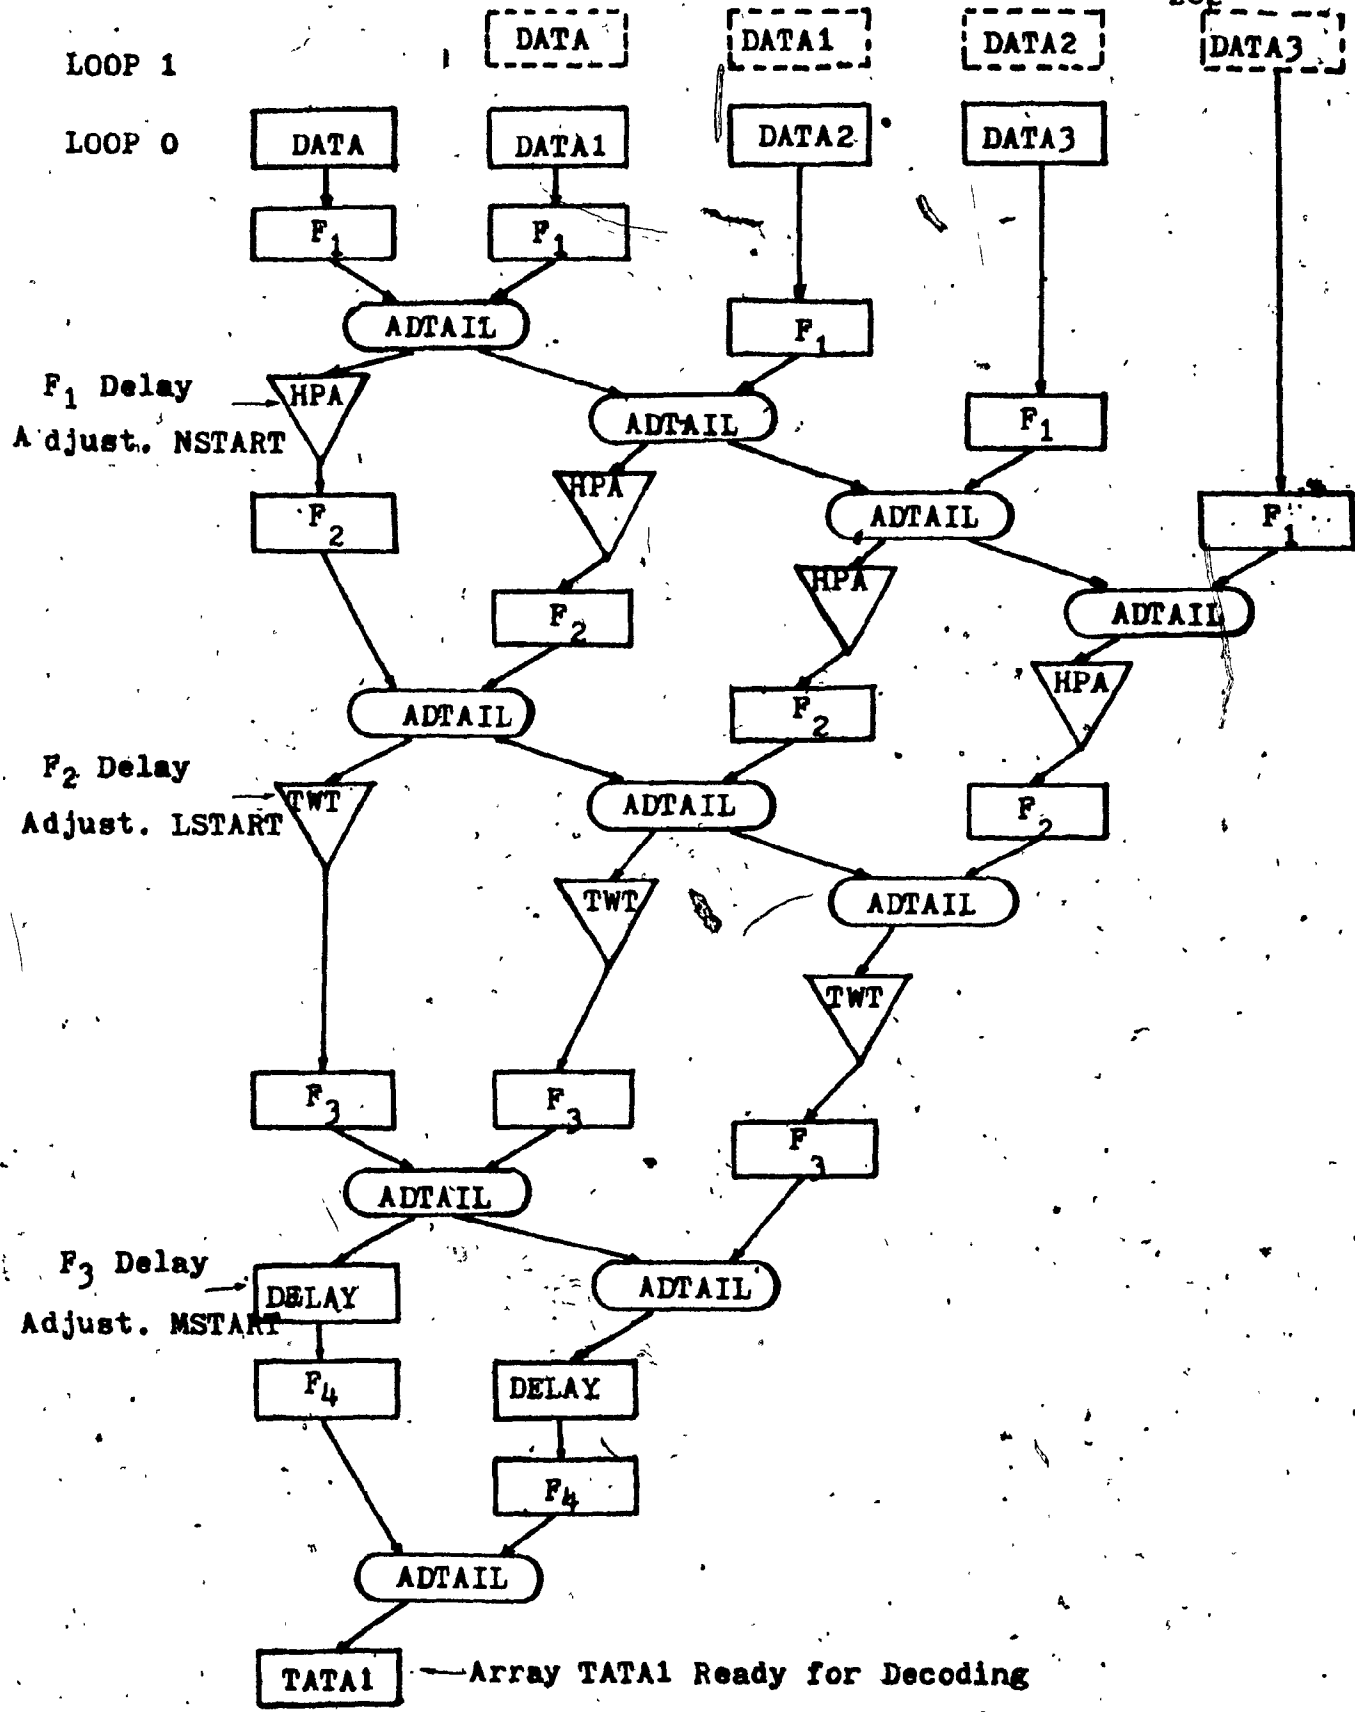 LOOP 1 DATA DATA1 DATA2 DATA3
LOOP 0 DATA DATA1 DATA2 DATA3
F1 F1
ADTAIL F1
F1 Delay HPA
ADTAIL F1
Adjust. NSTART
HPA
F2 ADTAIL F1
HPA
F2 ADTAIL
HPA
ADTAIL F2
F2 Delay
TWT ADTAIL F2
Adjust. LSTART
TWT ADTAIL
TWT
F3 F3
F3
ADTAIL
F3 Delay
DELAY ADTAIL
Adjust. MSTART
F4 DELAY
F4
ADTAIL
TATA1 Array TATA1 Ready for Decoding